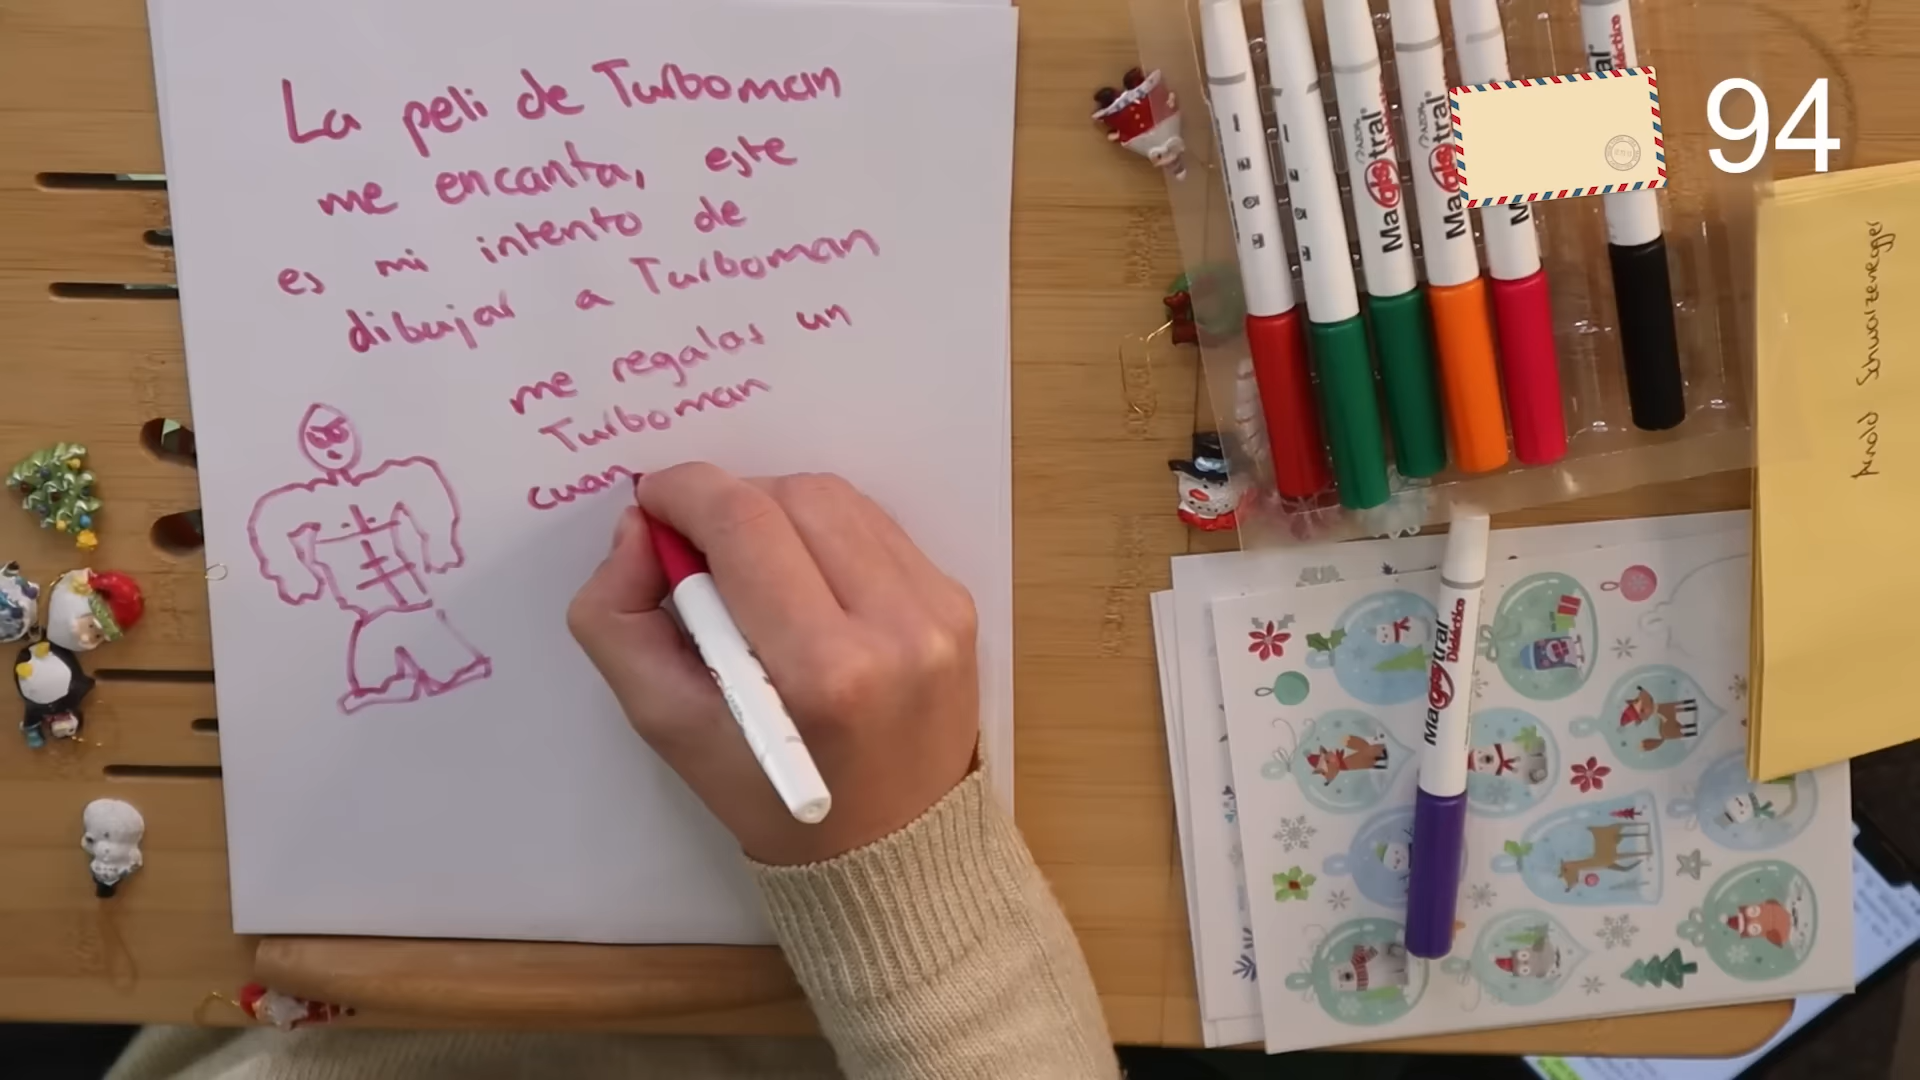 La peli de Turboman
me encanta, este
es mi intento de
dibujar a Turboman
me regalas un
Turboman
cuan
94
Magistral
Magistral
Magistral
Didáctico
Arnold Schwarzenegger